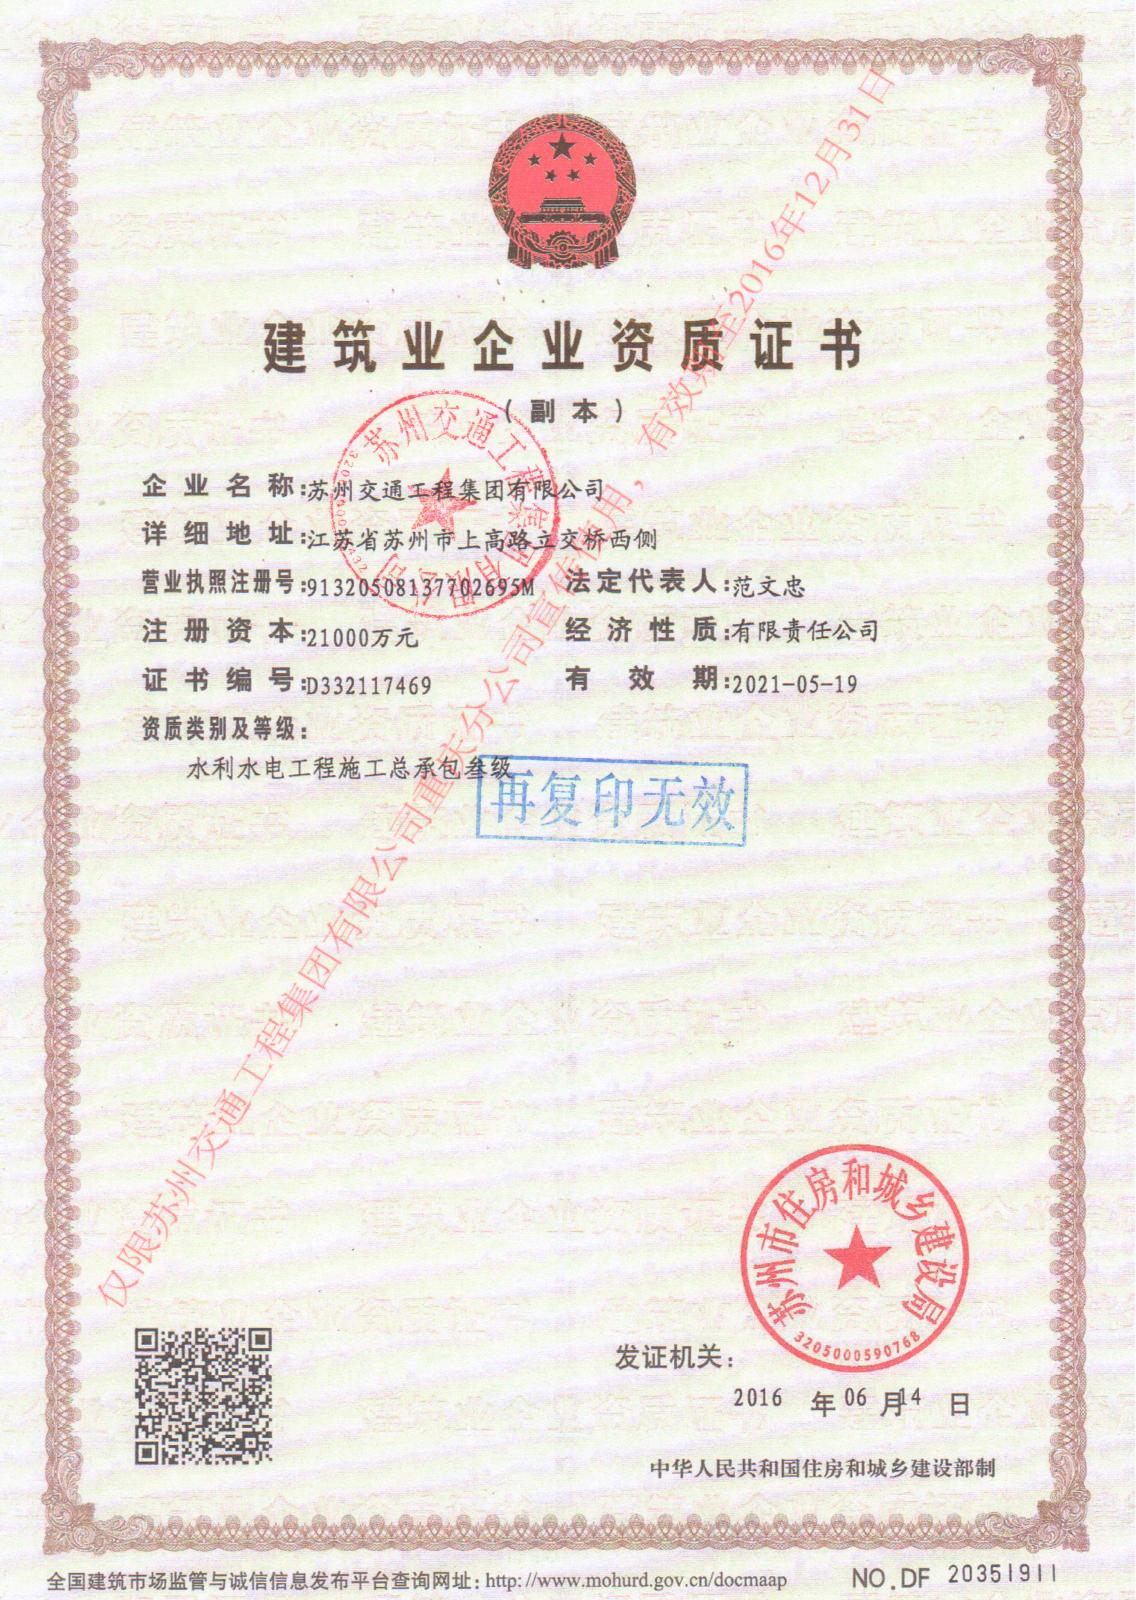 建筑业企业资质证书
(副本)
企业名称:苏州交通工程集团有限公司
详细地址:江苏省苏州市上高路立交桥西侧
营业执照注册号:91320508137702695M 法定代表人:范文忠
注册资本:21000万元 经济性质:有限责任公司
证书编号:D332117469 有效期:2021-05-19
资质类别及等级:
水利水电工程施工总承包叁级
再复印无效
苏州交通工程集团有限公司
仅限苏州交通工程集团有限公司重庆分公司宣传使用,有效期至2016年12月31日
苏州市住房和城乡建设局
3205000590768
发证机关:
2016 年 06 月 14 日
中华人民共和国住房和城乡建设部制
全国建筑市场监管与诚信信息发布平台查询网址:http://www.mohurd.gov.cn/docmaap
NO.DF 20351911